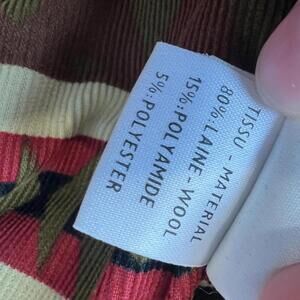 TISSU - MATERIAL
80%:LAINE - WOOL
15%:POLYAMIDE
5%:POLYESTER